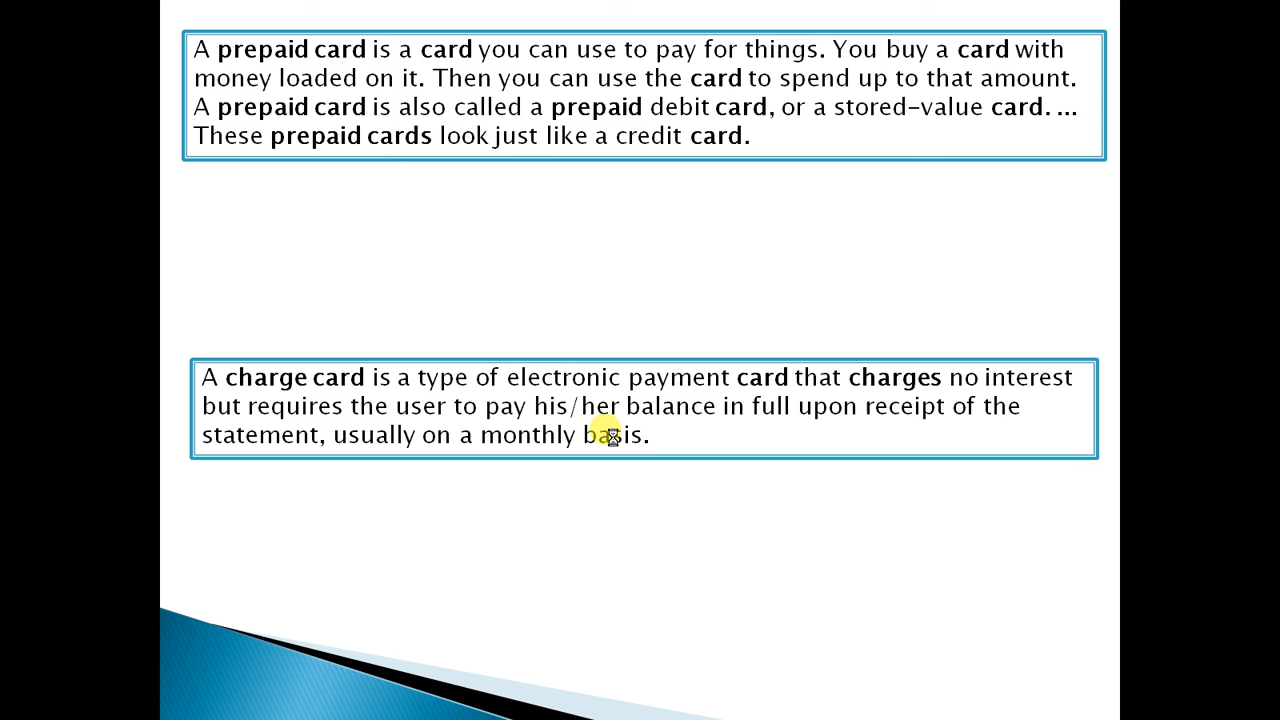 A prepaid card is a card you can use to pay for things. You buy a card with
money loaded on it. Then you can use the card to spend up to that amount.
A prepaid card is also called a prepaid debit card, or a stored-value card. ...
These prepaid cards look just like a credit card.
A charge card is a type of electronic payment card that charges no interest
but requires the user to pay his/her balance in full upon receipt of the
statement, usually on a monthly basis.